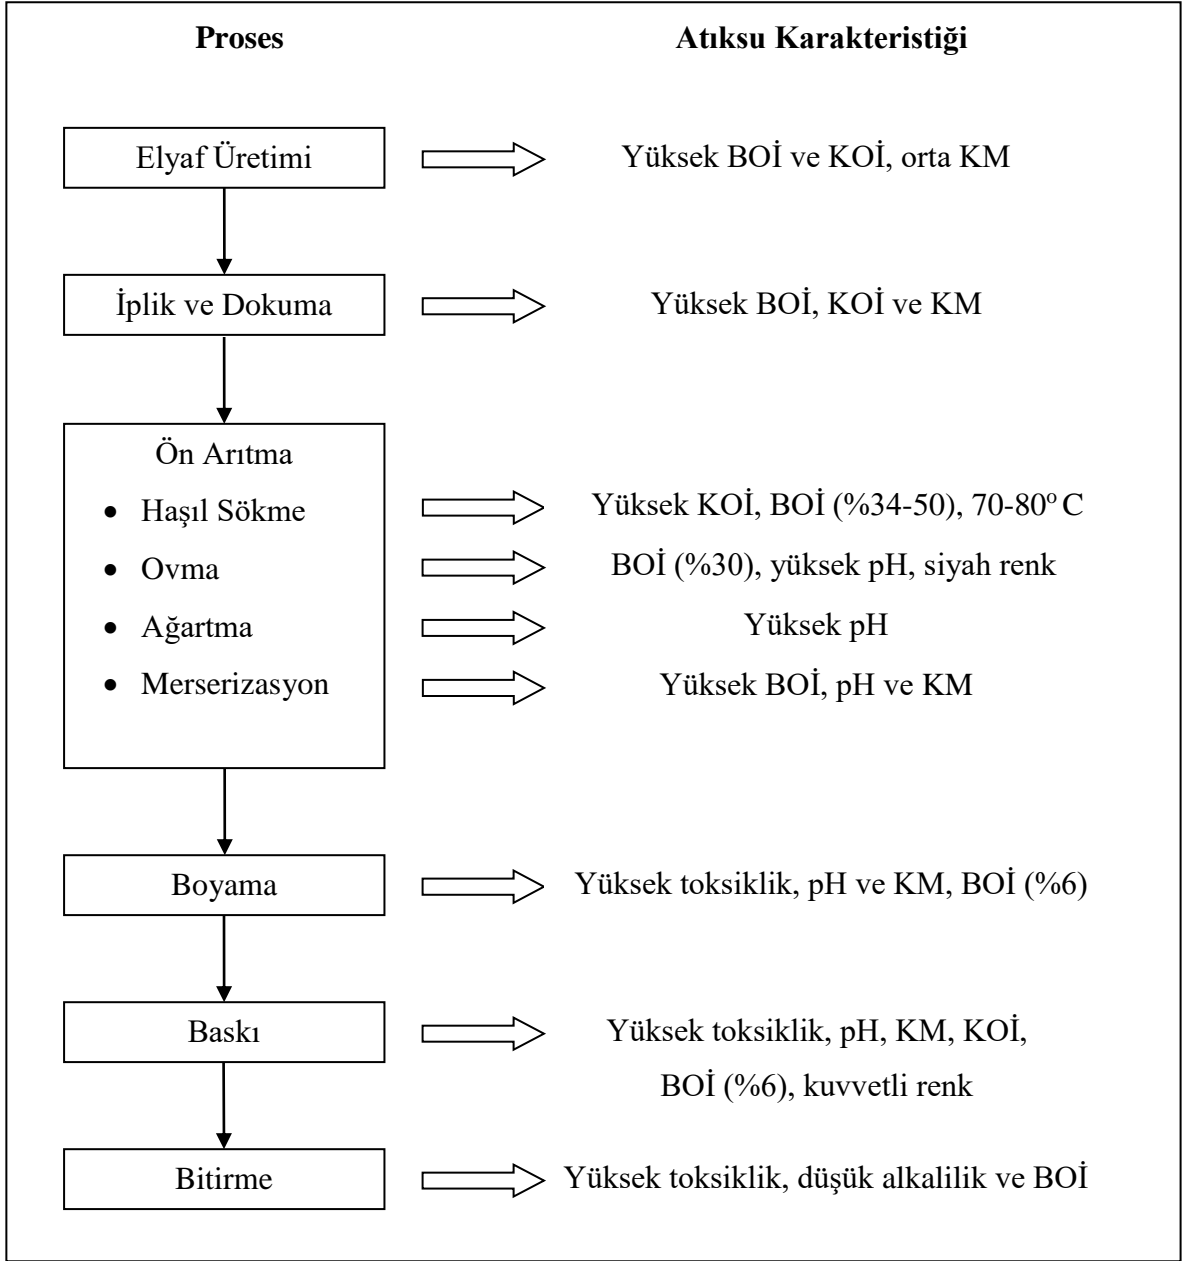 Proses
Atıksu Karakteristiği
Elyaf Üretimi
Yüksek BOİ ve KOİ, orta KM
İplik ve Dokuma
Yüksek BOİ, KOİ ve KM
Ön Arıtma
• Haşıl Sökme
Yüksek KOİ, BOİ (%34-50), 70-80º C
• Ovma
BOİ (%30), yüksek pH, siyah renk
• Ağartma
Yüksek pH
• Merserizasyon
Yüksek BOİ, pH ve KM
Boyama
Yüksek toksiklik, pH ve KM, BOİ (%6)
Baskı
Yüksek toksiklik, pH, KM, KOİ,
BOİ (%6), kuvvetli renk
Bitirme
Yüksek toksiklik, düşük alkalilik ve BOİ